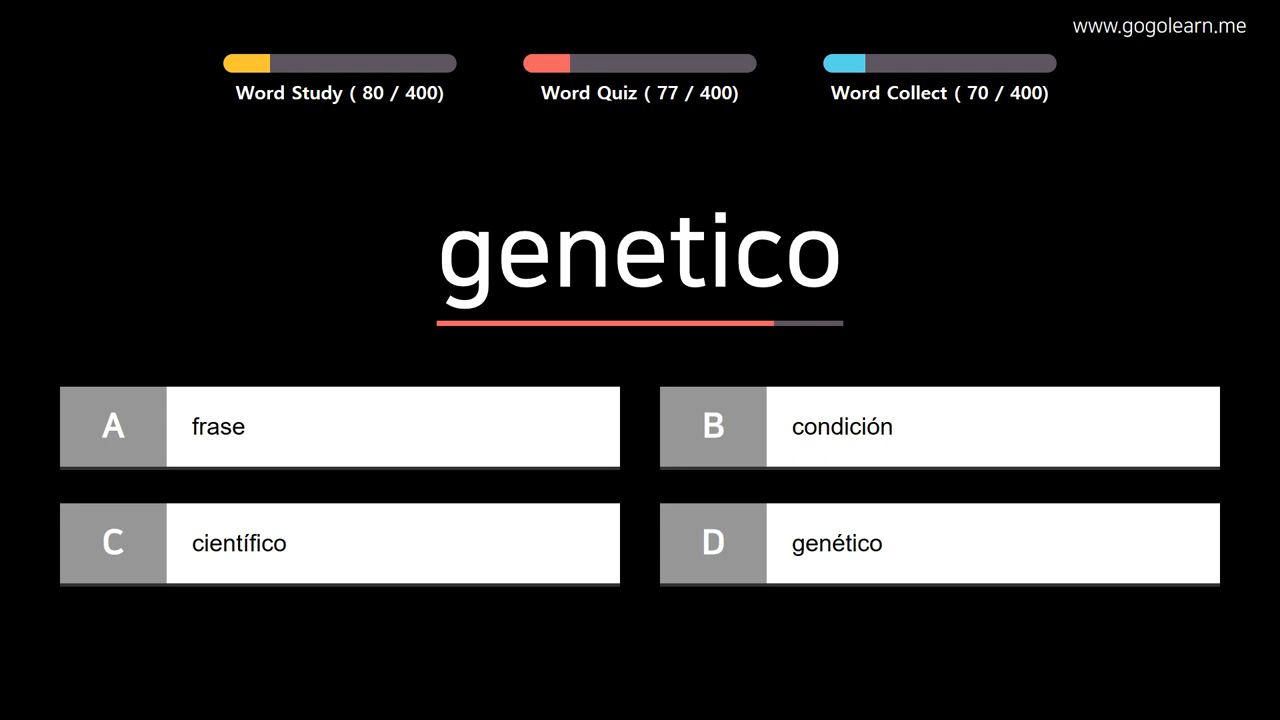 www.gogolearn.me
Word Study ( 80 / 400)
Word Quiz ( 77 / 400)
Word Collect ( 70 / 400)
genetico
A frase
B condición
C científico
D genético